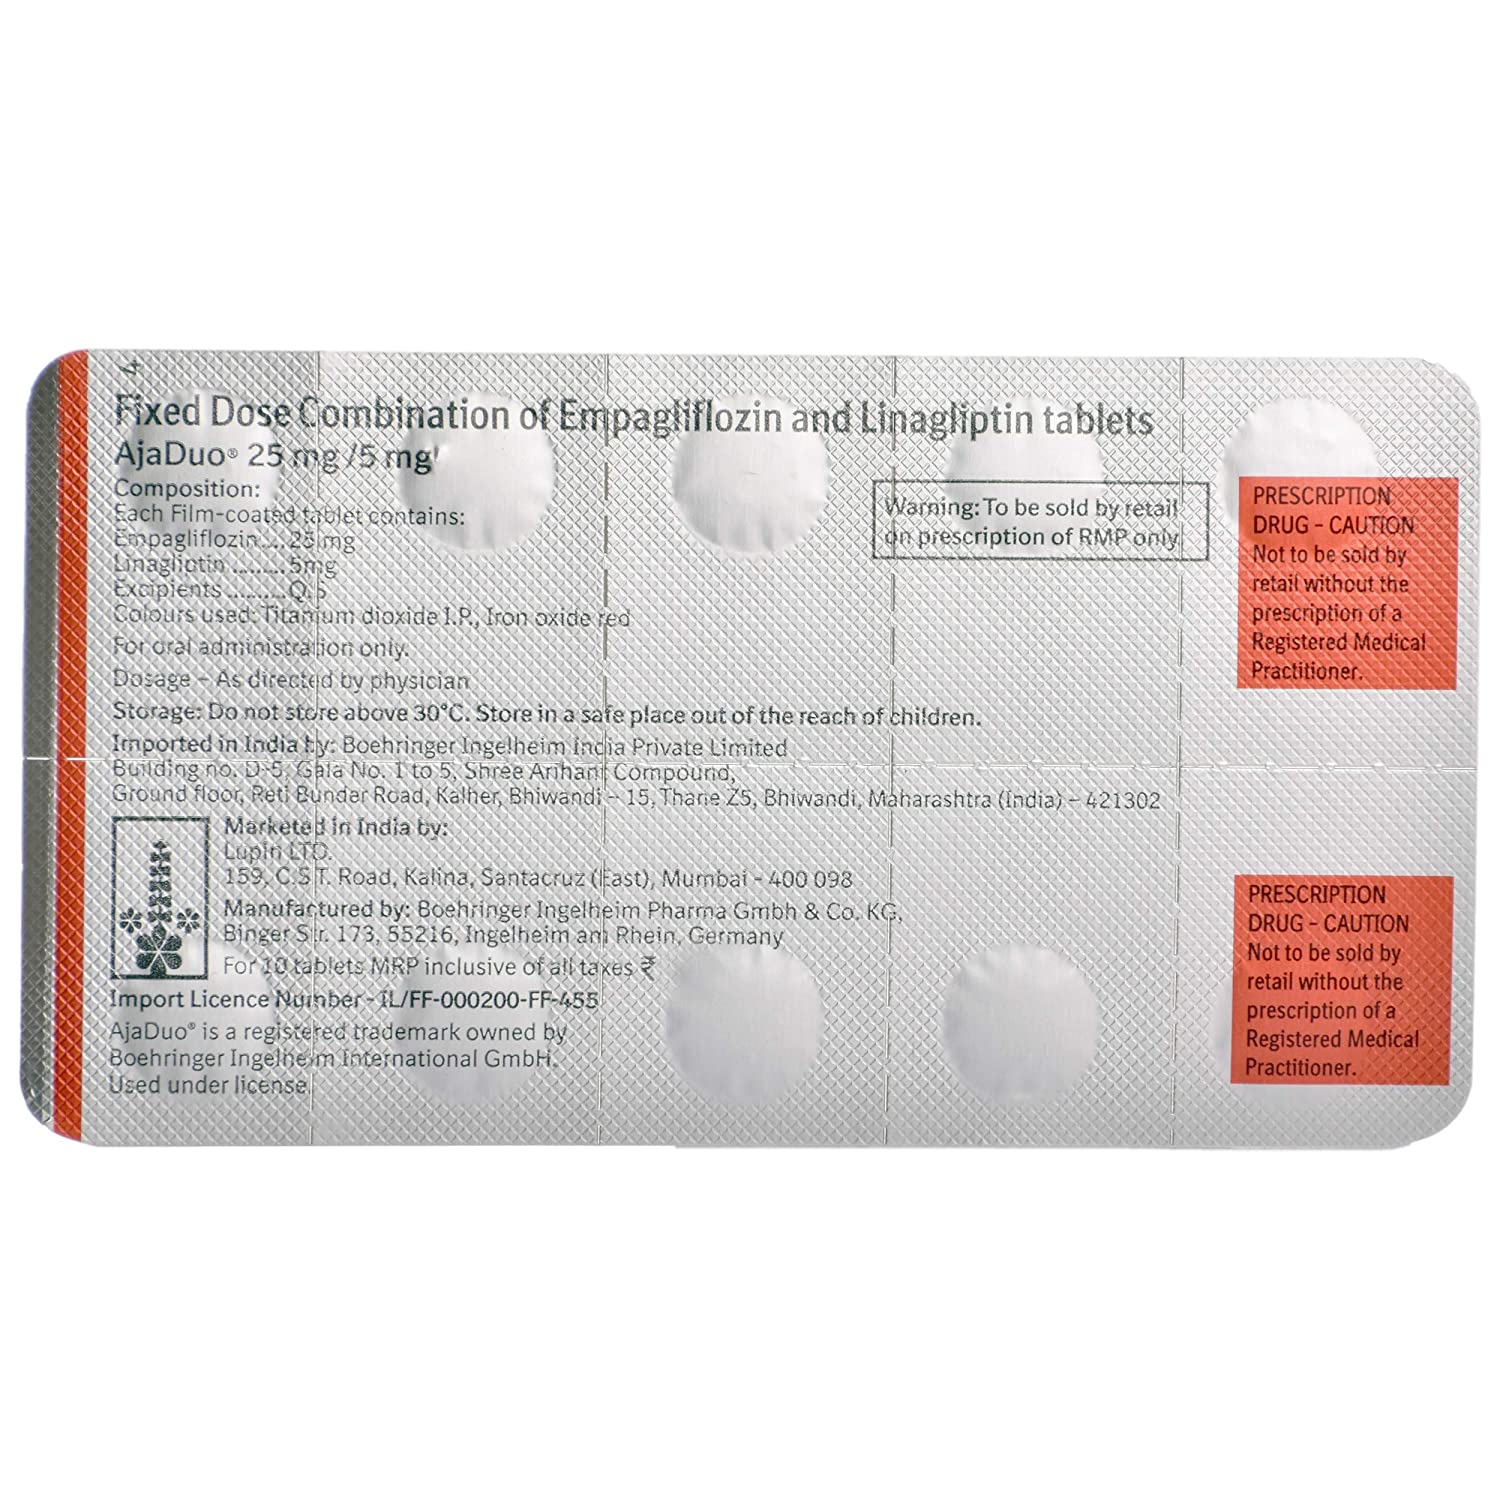 4
Fixed Dose Combination of Empagliflozin and Linagliptin tablets
AjaDuo® 25 mg /5 mg
Composition:
Each Film-coated tablet contains:
Empagliflozin....25 mg
Linagliptin ........5mg
Excipients .........Q.S
Colours used: Titanium dioxide I.P., Iron oxide red
For oral administration only.
Dosage – As directed by physician
Storage: Do not store above 30°C. Store in a safe place out of the reach of children.
Imported in India by: Boehringer Ingelheim India Private Limited
Building no. D-5, Gala No. 1 to 5, Shree Arihant Compound,
Ground floor, Reti Bunder Road, Kalher, Bhiwandi – 15, Thane Z5, Bhiwandi, Maharashtra (India) – 421302
Marketed in India by:
Lupin LTD.
159, C.S.T. Road, Kalina, Santacruz (East), Mumbai - 400 098
Manufactured by: Boehringer Ingelheim Pharma Gmbh & Co. KG,
Binger Str. 173, 55216, Ingelheim am Rhein, Germany
For 10 tablets MRP inclusive of all taxes ₹
Import Licence Number - IL/FF-000200-FF-455
AjaDuo® is a registered trademark owned by
Boehringer Ingelheim International GmbH.
Used under license
Warning: To be sold by retail
on prescription of RMP only
PRESCRIPTION
DRUG – CAUTION
Not to be sold by
retail without the
prescription of a
Registered Medical
Practitioner.
PRESCRIPTION
DRUG – CAUTION
Not to be sold by
retail without the
prescription of a
Registered Medical
Practitioner.